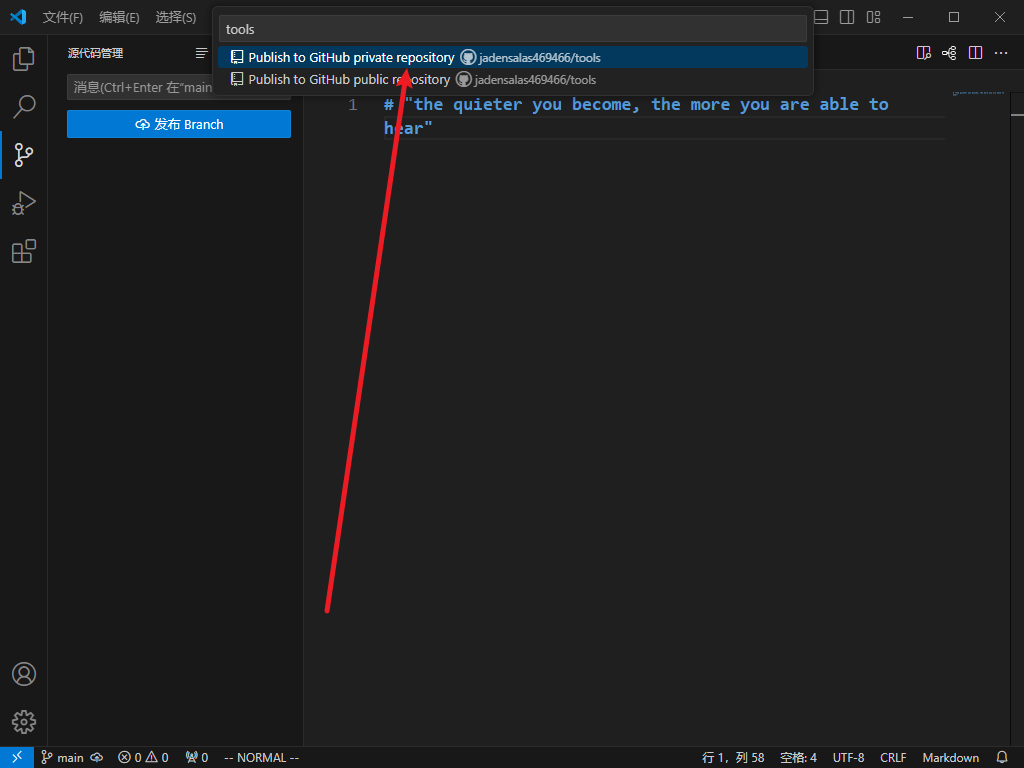 文件(F) 编辑(E) 选择(S)
tools
源代码管理
Publish to GitHub private repository jadensalas469466/tools
Publish to GitHub public repository jadensalas469466/tools
消息(Ctrl+Enter 在"main
发布 Branch
1 # "the quieter you become, the more you are able to
hear"
main 0 0 0 -- NORMAL -- 行 1，列 58 空格: 4 UTF-8 CRLF Markdown